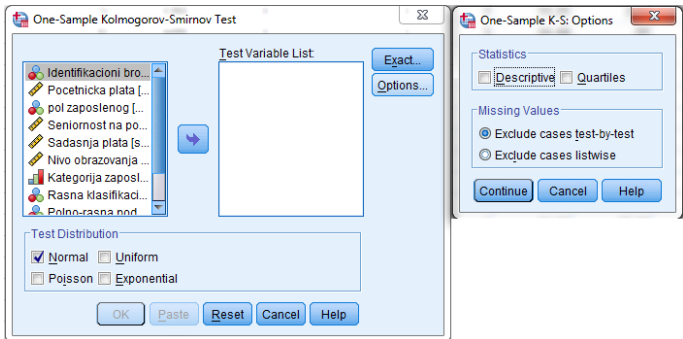 One-Sample Kolmogorov-Smirnov Test
Test Variable List:
Identifikacioni bro...
Pocetnicka plata [...
pol zaposlenog [...
Seniornost na po...
Sadasnja plata [s...
Nivo obrazovanja ...
Kategorija zaposl...
Rasna klasifikaci...
Polno-rasna pod
Exact...
Options...
Test Distribution
Normal Uniform
Poisson Exponential
OK Paste Reset Cancel Help
One-Sample K-S: Options
Statistics
Descriptive Quartiles
Missing Values
Exclude cases test-by-test
Exclude cases listwise
Continue Cancel Help